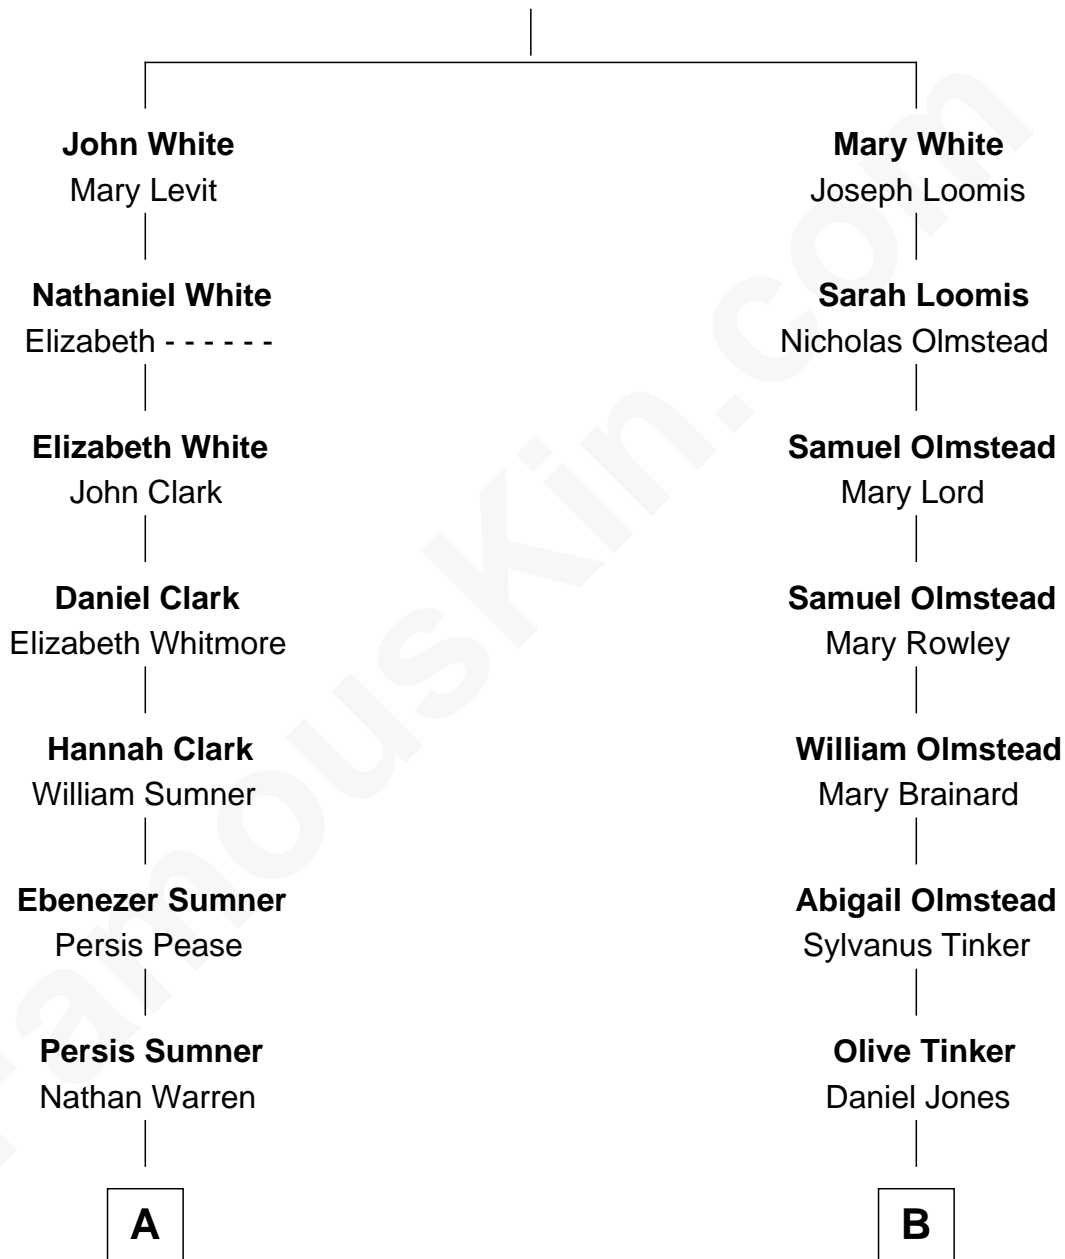 John White
Mary Levit
Nathaniel White
Elizabeth - - - - - -
Elizabeth White
John Clark
Daniel Clark
Elizabeth Whitmore
Hannah Clark
William Sumner
Ebenezer Sumner
Persis Pease
Persis Sumner
Nathan Warren
A
Mary White
Joseph Loomis
Sarah Loomis
Nicholas Olmstead
Samuel Olmstead
Mary Lord
Samuel Olmstead
Mary Rowley
William Olmstead
Mary Brainard
Abigail Olmstead
Sylvanus Tinker
Olive Tinker
Daniel Jones
B
FamousKin.com